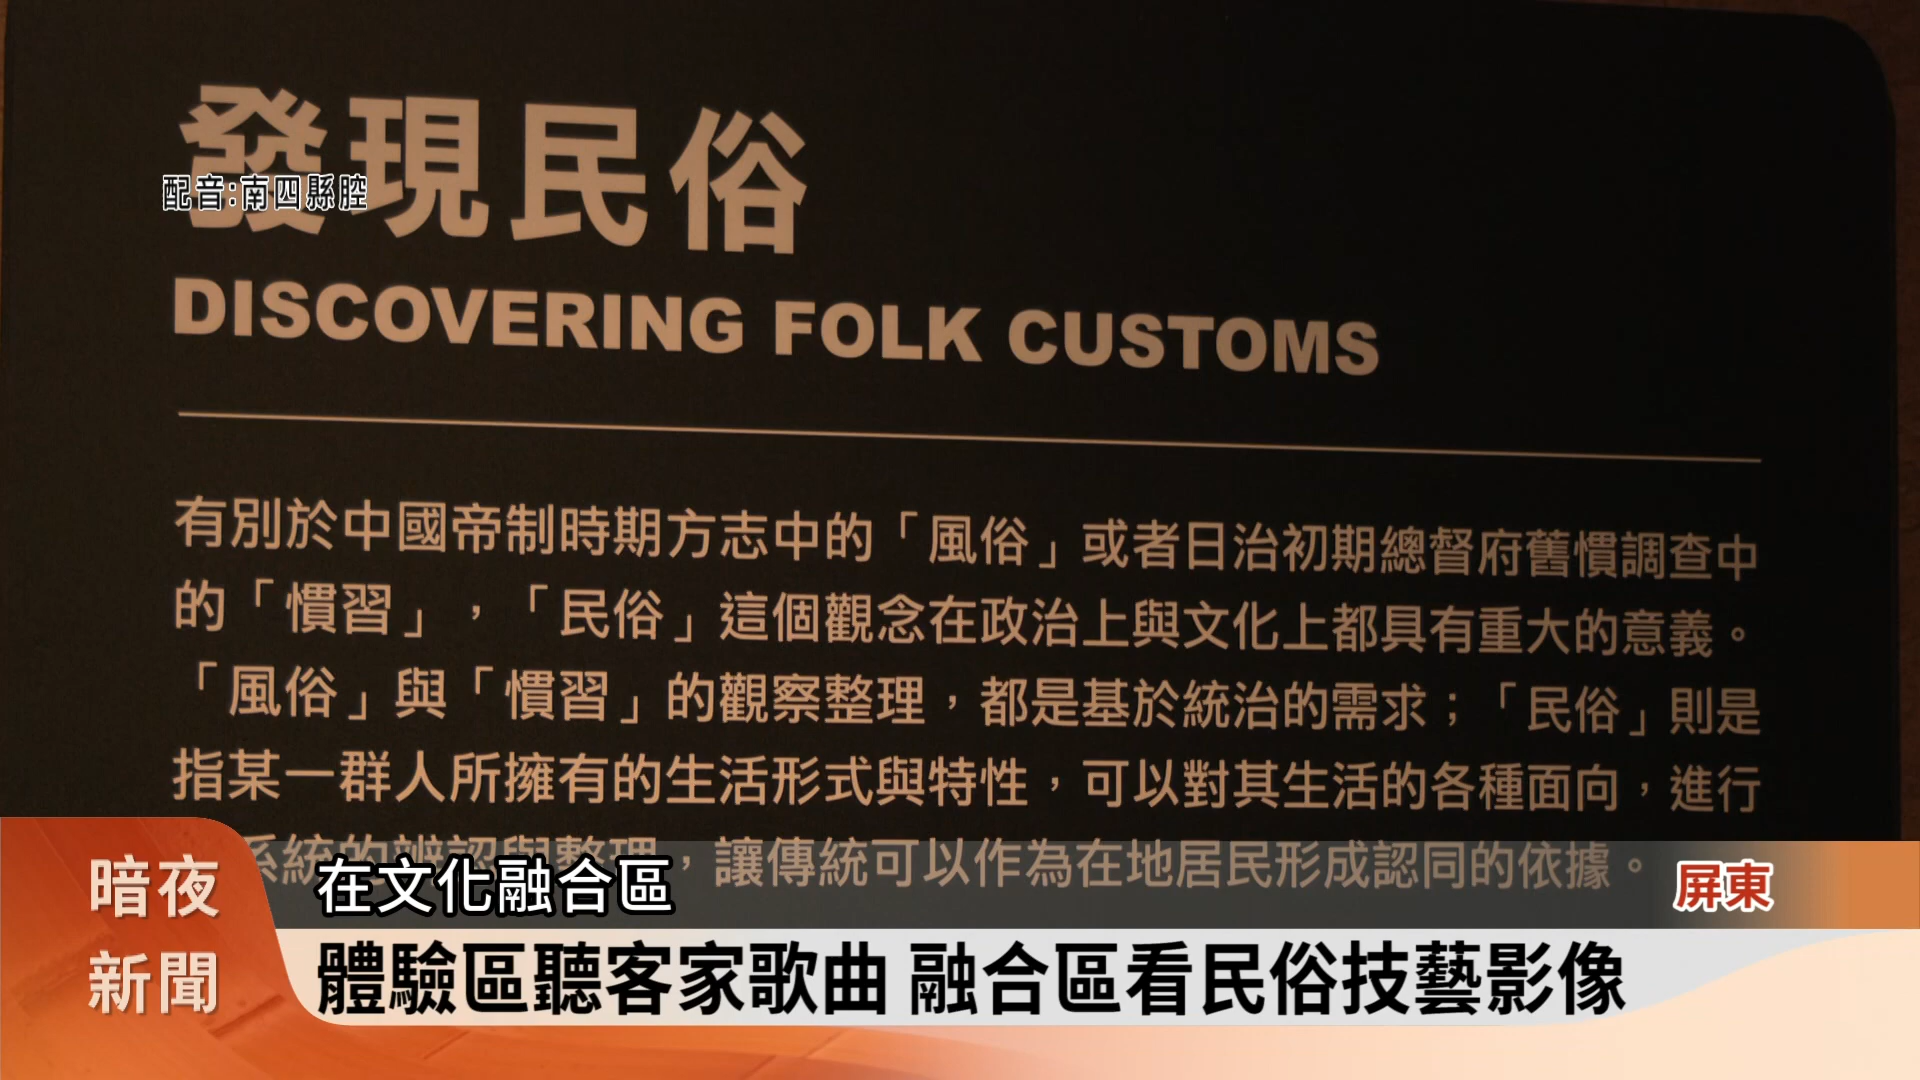 發現民俗
配音:南四縣腔
DISCOVERING FOLK CUSTOMS
有別於中國帝制時期方志中的「風俗」或者日治初期總督府舊慣調查中
的「慣習」，「民俗」這個觀念在政治上與文化上都具有重大的意義。
「風俗」與「慣習」的觀察整理，都是基於統治的需求；「民俗」則是
指某一群人所擁有的生活形式與特性，可以對其生活的各種面向，進行
系統的辨認與整理，讓傳統可以作為在地居民形成認同的依據。
在文化融合區
屏東
暗夜
新聞
體驗區聽客家歌曲 融合區看民俗技藝影像